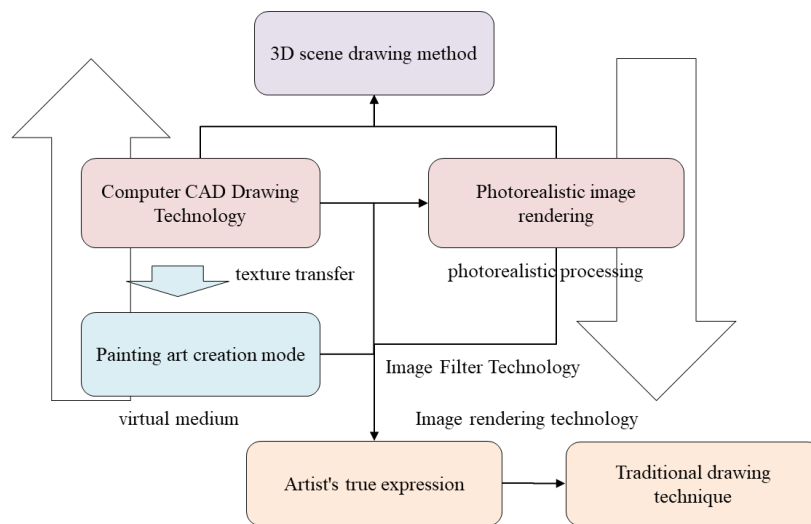 3D scene drawing method
Computer CAD Drawing
Technology
Photorealistic image
rendering
texture transfer
photorealistic processing
Painting art creation mode
Image Filter Technology
virtual medium
Image rendering technology
Artist's true expression
Traditional drawing
technique